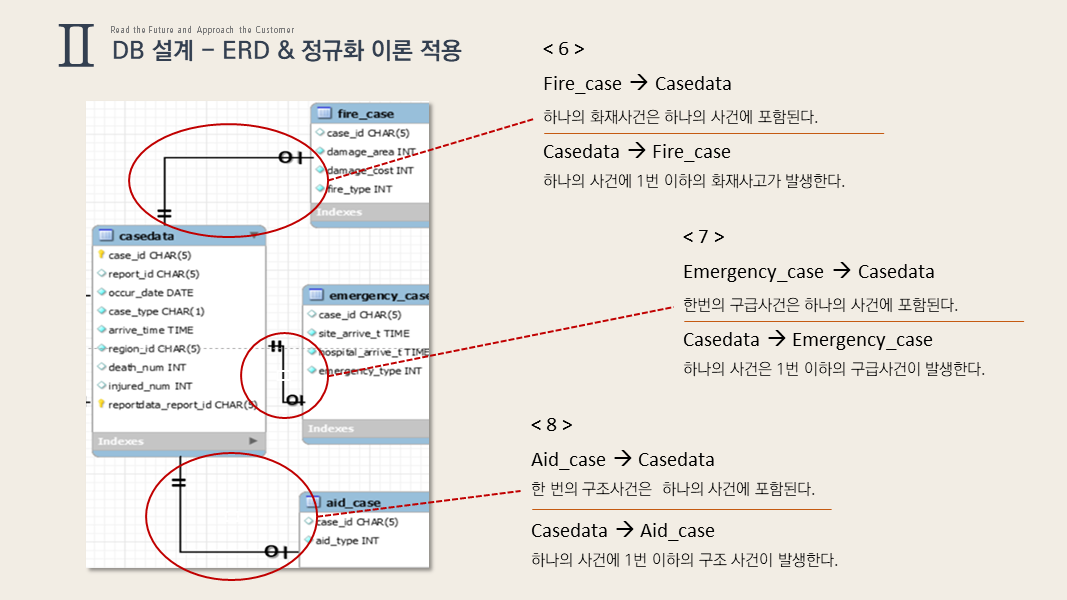 II
Read the Future and Approach the Customer
DB 설계 – ERD & 정규화 이론 적용
fire_case
case_id CHAR(5)
damage_area INT
damage_cost INT
fire_type INT
Indexes
casedata
case_id CHAR(5)
report_id CHAR(5)
occur_date DATE
case_type CHAR(1)
arrive_time TIME
region_id CHAR(5)
death_num INT
injured_num INT
reportdata_report_id CHAR(5)
Indexes
emergency_case
case_id CHAR(5)
site_arrive_t TIME
hospital_arrive_t TIME
emergency_type INT
Indexes
aid_case
case_id CHAR(5)
aid_type INT
< 6 >
Fire_case → Casedata
하나의 화재사건은 하나의 사건에 포함된다.
Casedata → Fire_case
하나의 사건에 1번 이하의 화재사고가 발생한다.
< 7 >
Emergency_case → Casedata
한번의 구급사건은 하나의 사건에 포함된다.
Casedata → Emergency_case
하나의 사건은 1번 이하의 구급사건이 발생한다.
< 8 >
Aid_case → Casedata
한 번의 구조사건은 하나의 사건에 포함된다.
Casedata → Aid_case
하나의 사건에 1번 이하의 구조 사건이 발생한다.